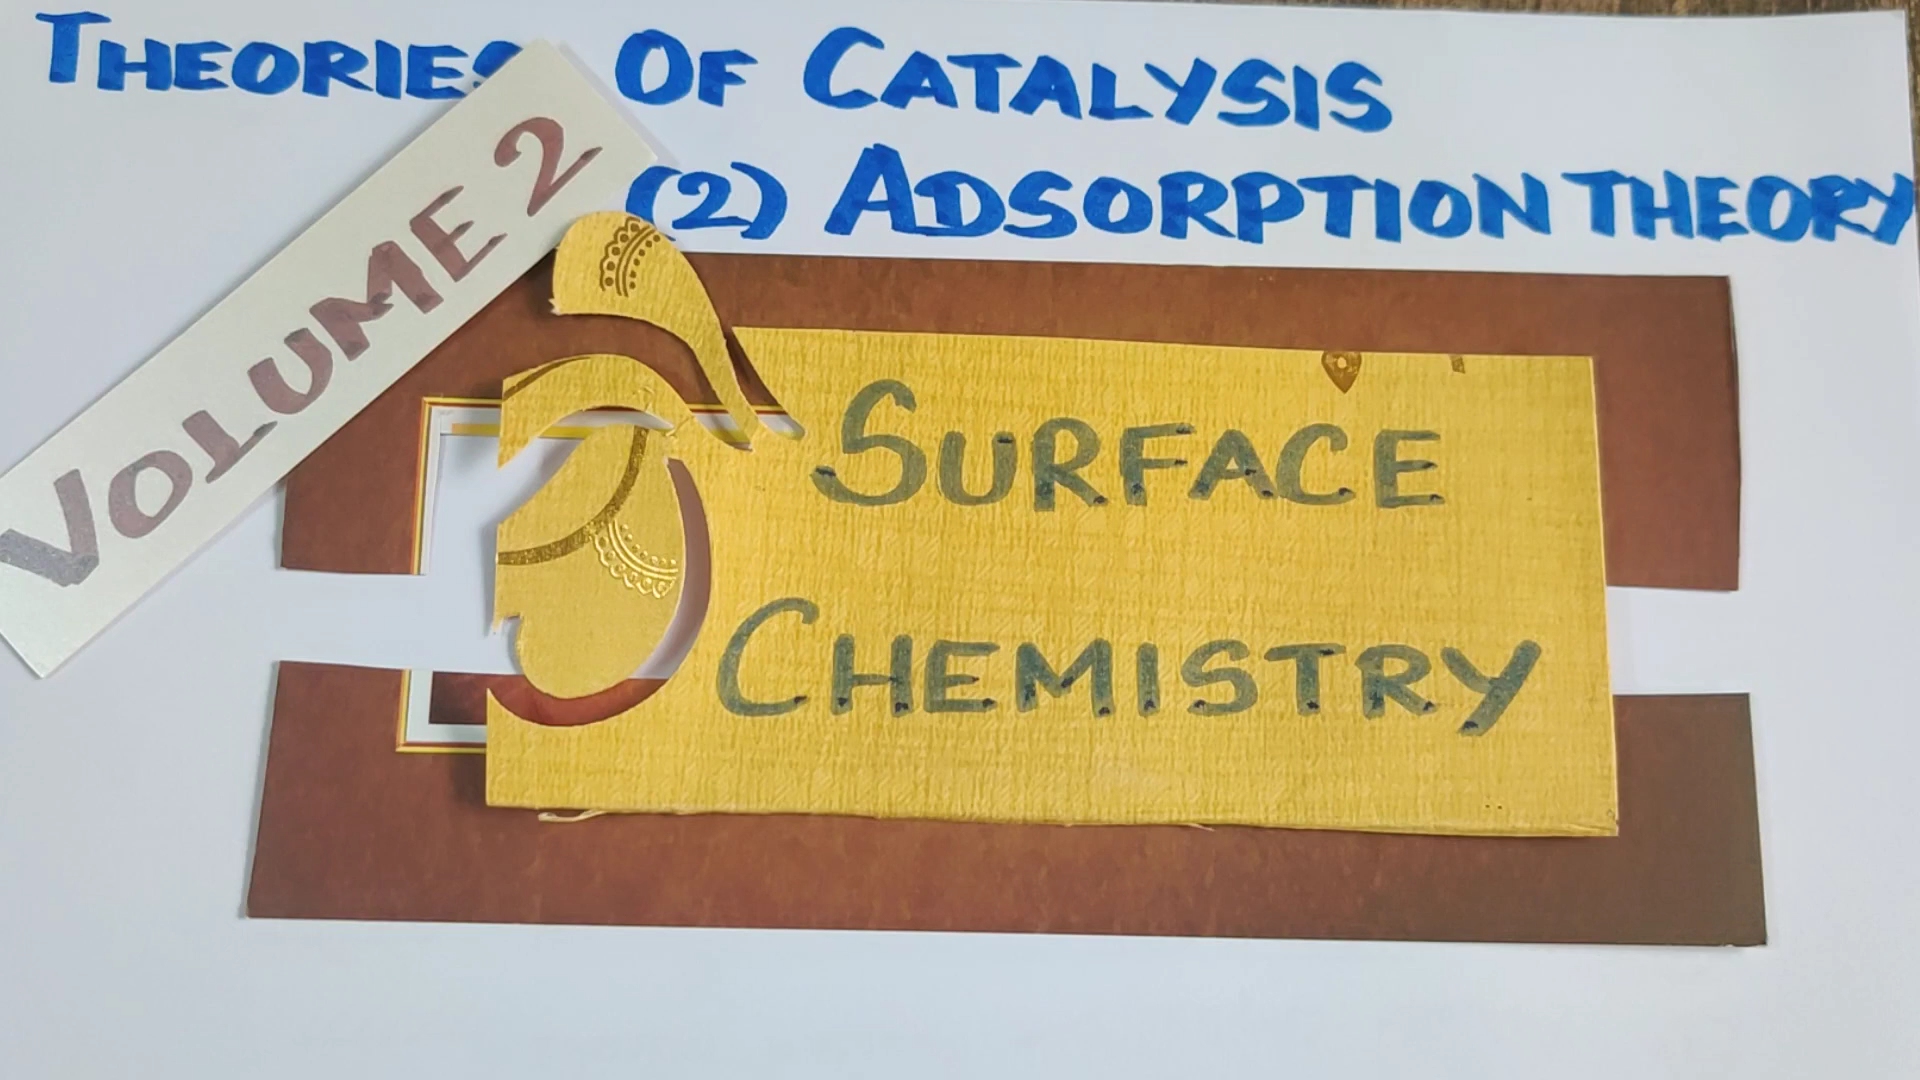 THEORIES OF CATALYSIS
(2) ADSORPTION THEORY
VOLUME 2
SURFACE
CHEMISTRY